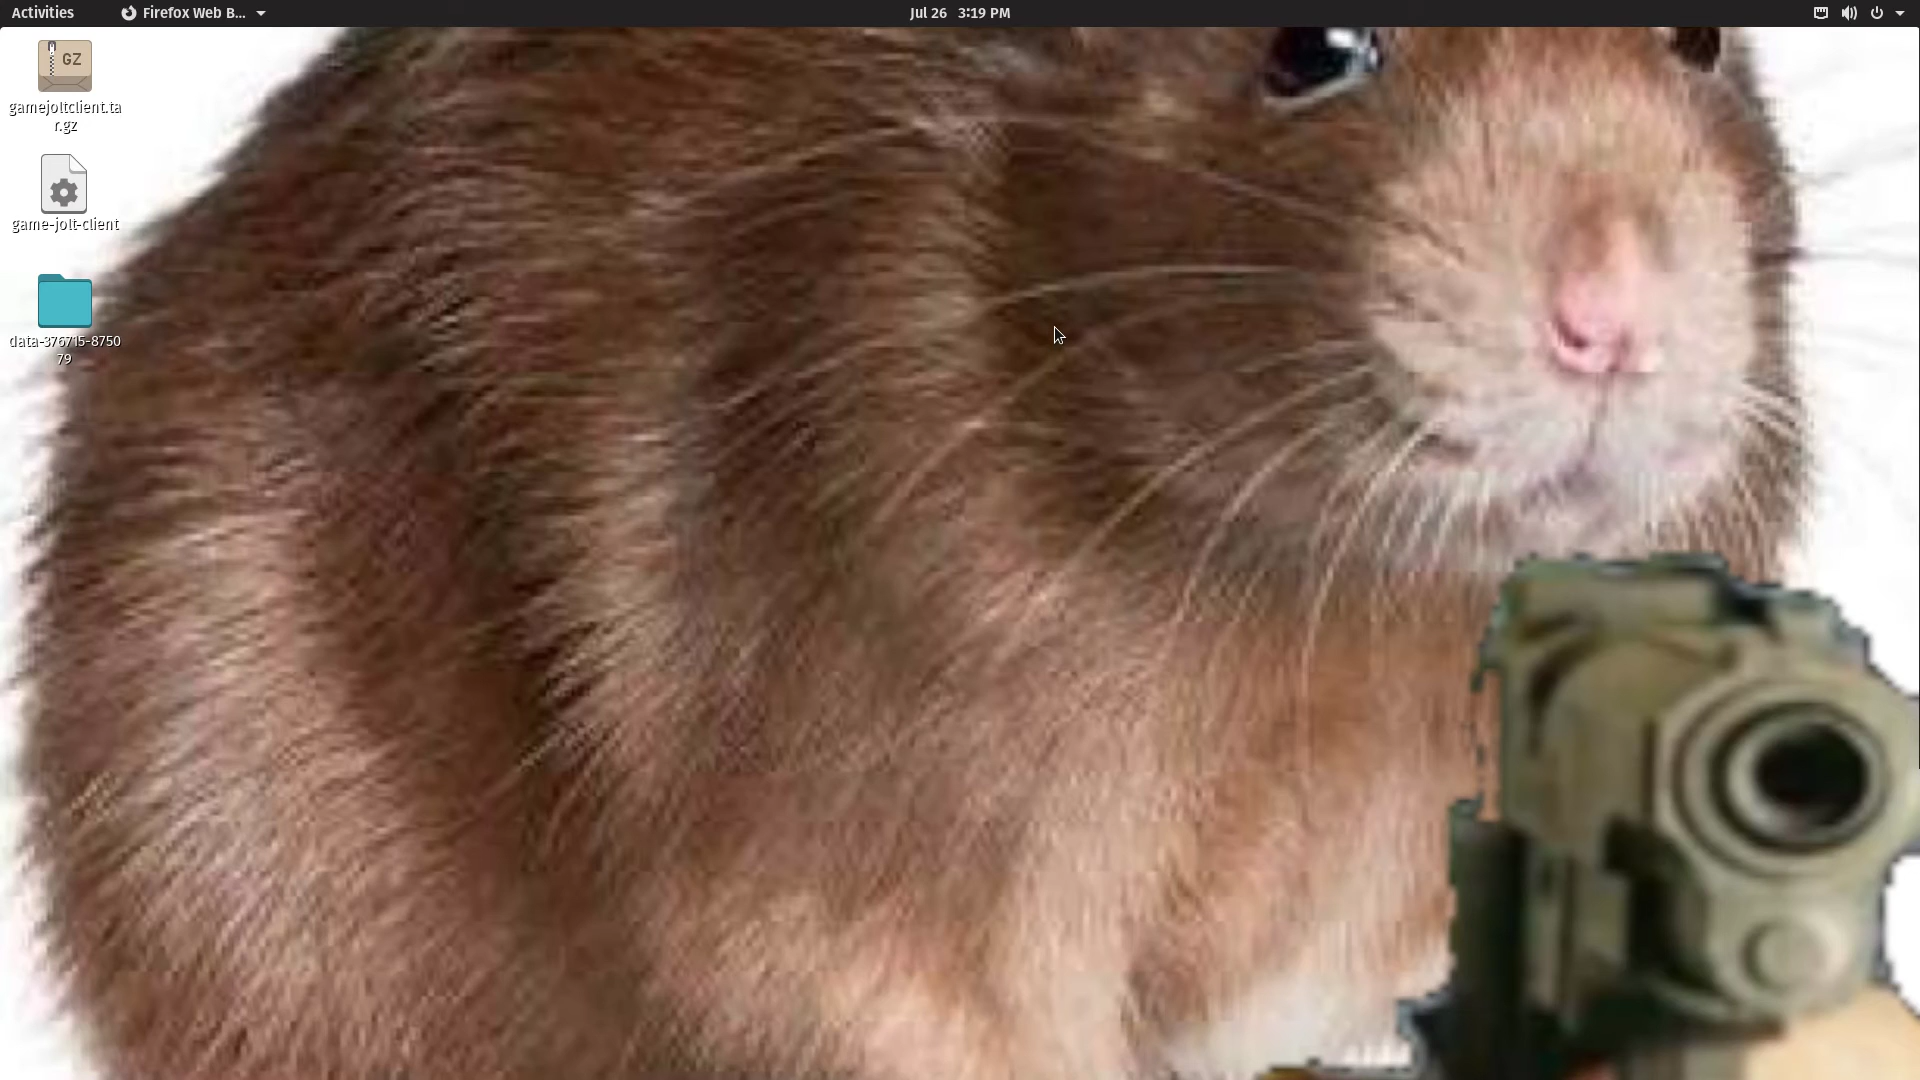 Activities
Firefox Web B...
Jul 26 3:19 PM
GZ
gamejoltclient.ta
r.gz
game-jolt-client
data-376715-8750
79